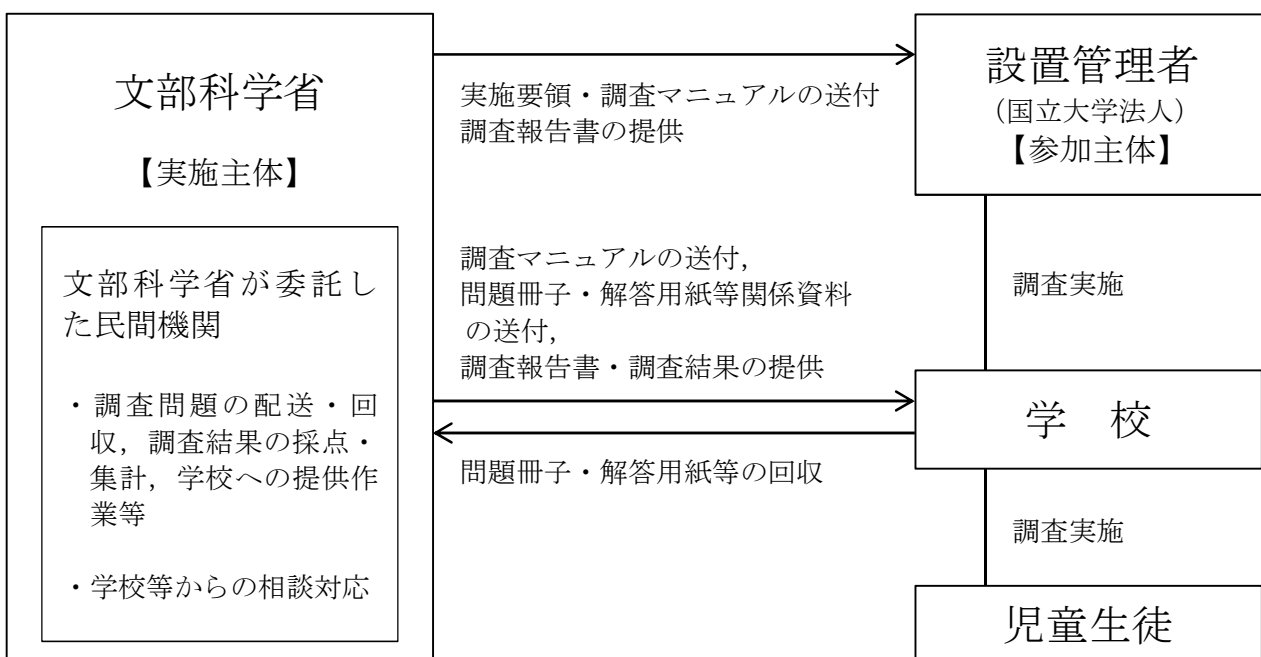 文部科学省
【実施主体】
文部科学省が委託し
た民間機関
・調査問題の配送・回
収，調査結果の採点・
集計，学校への提供作
業等
・学校等からの相談対応
実施要領・調査マニュアルの送付
調査報告書の提供
調査マニュアルの送付，
問題冊子・解答用紙等関係資料
の送付，
調査報告書・調査結果の提供
問題冊子・解答用紙等の回収
設置管理者
（国立大学法人）
【参加主体】
調査実施
学　校
調査実施
児童生徒